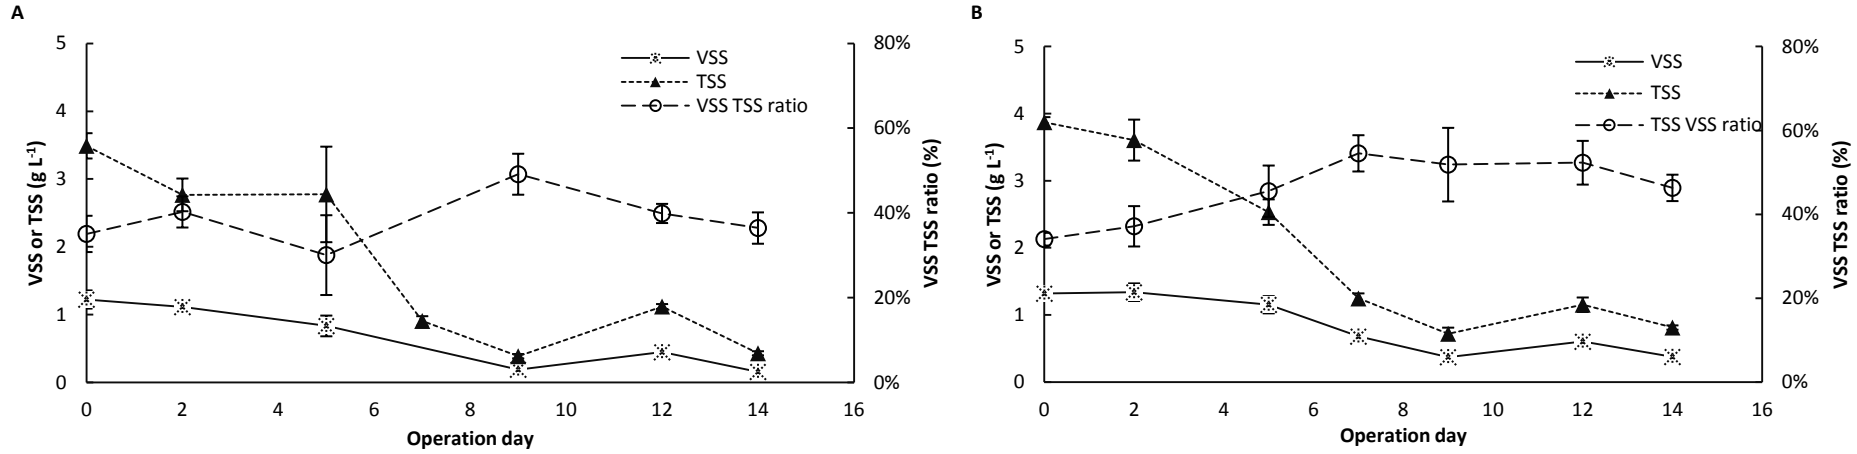 A
VSS or TSS (g L-1)
5
4
3
2
1
0
0 2 4 6 8 10 12 14 16
Operation day
80%
60%
40%
20%
0%
VSS TSS ratio (%)
VSS
TSS
VSS TSS ratio
B
VSS or TSS (g L-1)
5
4
3
2
1
0
0 2 4 6 8 10 12 14 16
Operation day
80%
60%
40%
20%
0%
VSS TSS ratio (%)
VSS
TSS
TSS VSS ratio